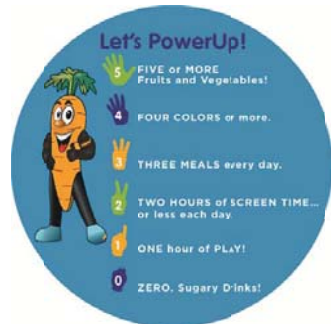 Let's PowerUp!
5
FIVE or MORE
Fruits and Vegetables!
4
FOUR COLORS or more.
3
THREE MEALS every day.
2
TWO HOURS of SCREEN TIME...
or less each day.
1
ONE hour of PLAY!
0
ZERO. Sugary Drinks!